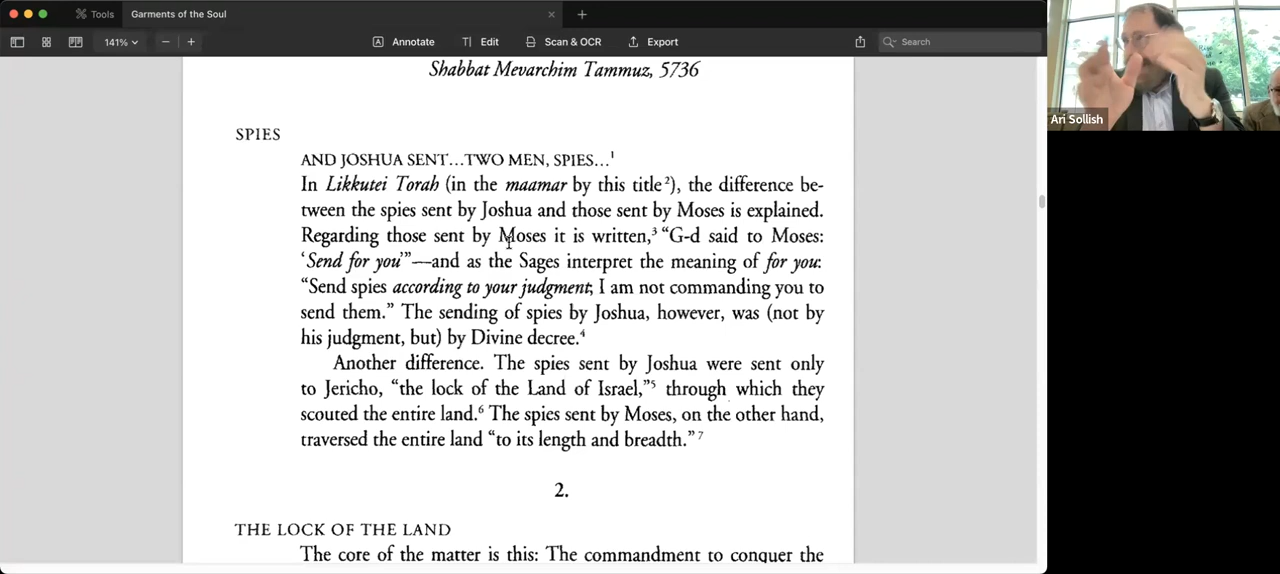 Tools
Garments of the Soul
141%
Annotate
Edit
Scan & OCR
Export
Search
Ari Sollish
Shabbat Mevarchim Tammuz, 5736
SPIES
AND JOSHUA SENT…TWO MEN, SPIES…1
In Likkutei Torah (in the maamar by this title2), the difference be-
tween the spies sent by Joshua and those sent by Moses is explained.
Regarding those sent by Moses it is written,3 “G-d said to Moses:
‘Send for you’”—and as the Sages interpret the meaning of for you:
“Send spies according to your judgment; I am not commanding you to
send them.” The sending of spies by Joshua, however, was (not by
his judgment, but) by Divine decree.4
Another difference. The spies sent by Joshua were sent only
to Jericho, “the lock of the Land of Israel,”5 through which they
scouted the entire land.6 The spies sent by Moses, on the other hand,
traversed the entire land “to its length and breadth.”7
2.
THE LOCK OF THE LAND
The core of the matter is this: The commandment to conquer the